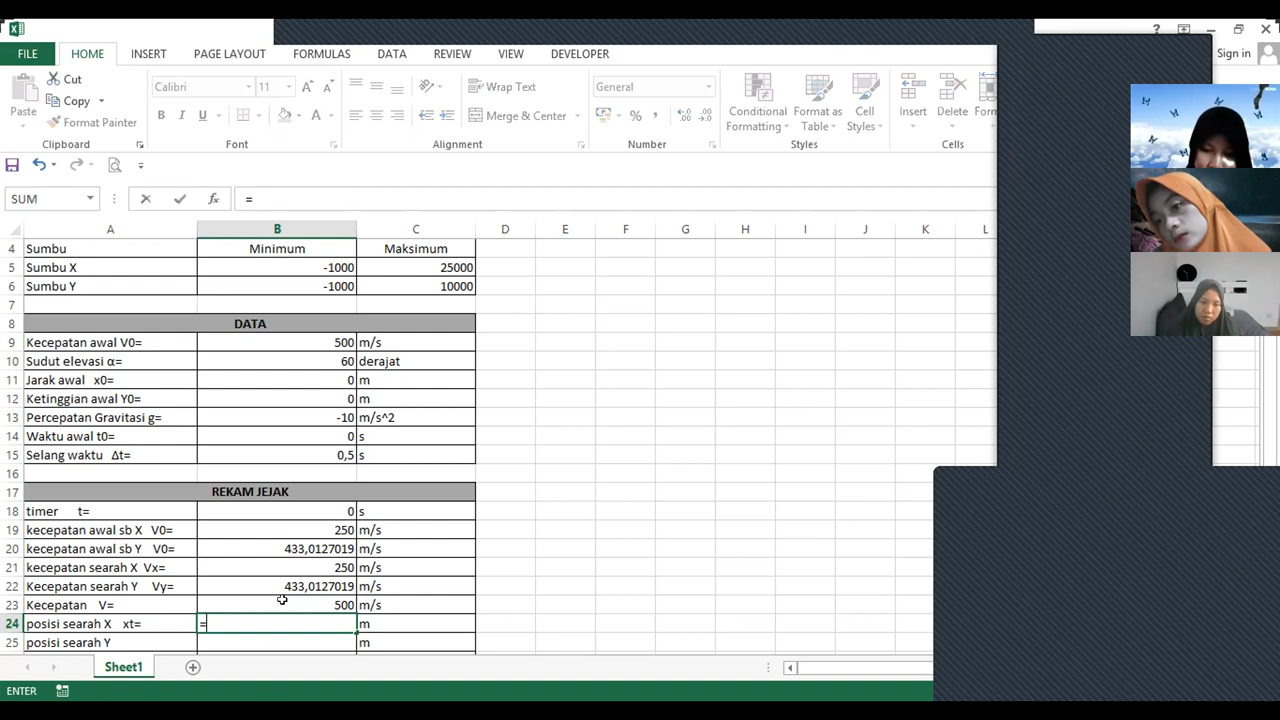 Sign in
FILE HOME INSERT PAGE LAYOUT FORMULAS DATA REVIEW VIEW DEVELOPER
Paste
Cut
Copy
Format Painter
Calibri 11
B I U A
Wrap Text
Merge & Center
General
%
Conditional Formatting
Format as Table
Cell Styles
Insert
Delete
Clipboard Font Alignment Number Styles Cells
SUM fx =
A B C D E F G H I J K L
4 Sumbu Minimum Maksimum
5 Sumbu X -1000 25000
6 Sumbu Y -1000 10000
7
8 DATA
9 Kecepatan awal V0= 500 m/s
10 Sudut elevasi α= 60 derajat
11 Jarak awal x0= 0 m
12 Ketinggian awal Y0= 0 m
13 Percepatan Gravitasi g= -10 m/s^2
14 Waktu awal t0= 0 s
15 Selang waktu Δt= 0,5 s
16
17 REKAM JEJAK
18 timer t= 0 s
19 kecepatan awal sb X V0= 250 m/s
20 kecepatan awal sb Y V0= 433,0127019 m/s
21 kecepatan searah X Vx= 250 m/s
22 Kecepatan searah Y Vy= 433,0127019 m/s
23 Kecepatan V= 500 m/s
24 posisi searah X xt= = m
25 posisi searah Y m
Sheet1
ENTER